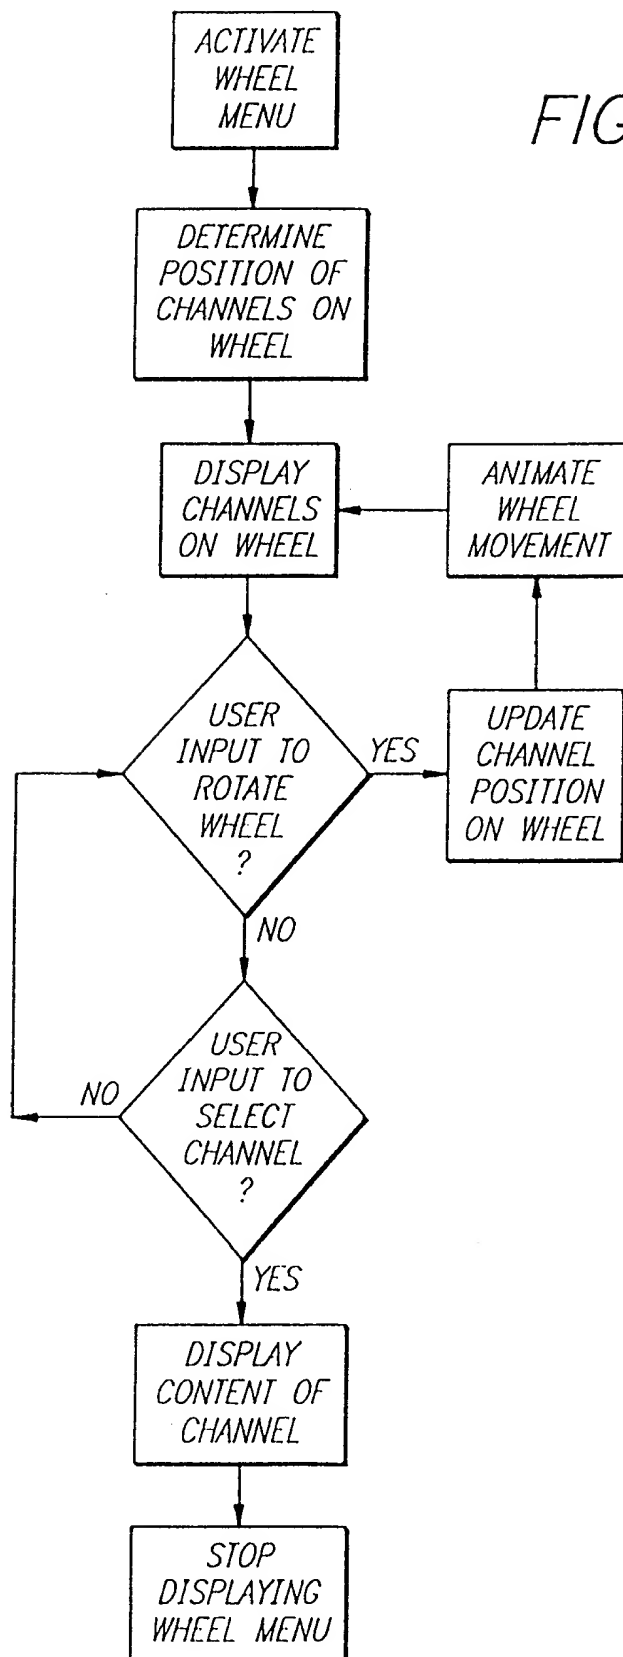 ACTIVATE
WHEEL
MENU
FIG
DETERMINE
POSITION OF
CHANNELS ON
WHEEL
DISPLAY
CHANNELS
ON WHEEL
ANIMATE
WHEEL
MOVEMENT
USER
INPUT TO
ROTATE
WHEEL
?
YES
UPDATE
CHANNEL
POSITION
ON WHEEL
NO
USER
INPUT TO
SELECT
CHANNEL
?
NO
YES
DISPLAY
CONTENT OF
CHANNEL
STOP
DISPLAYING
WHEEL MENU